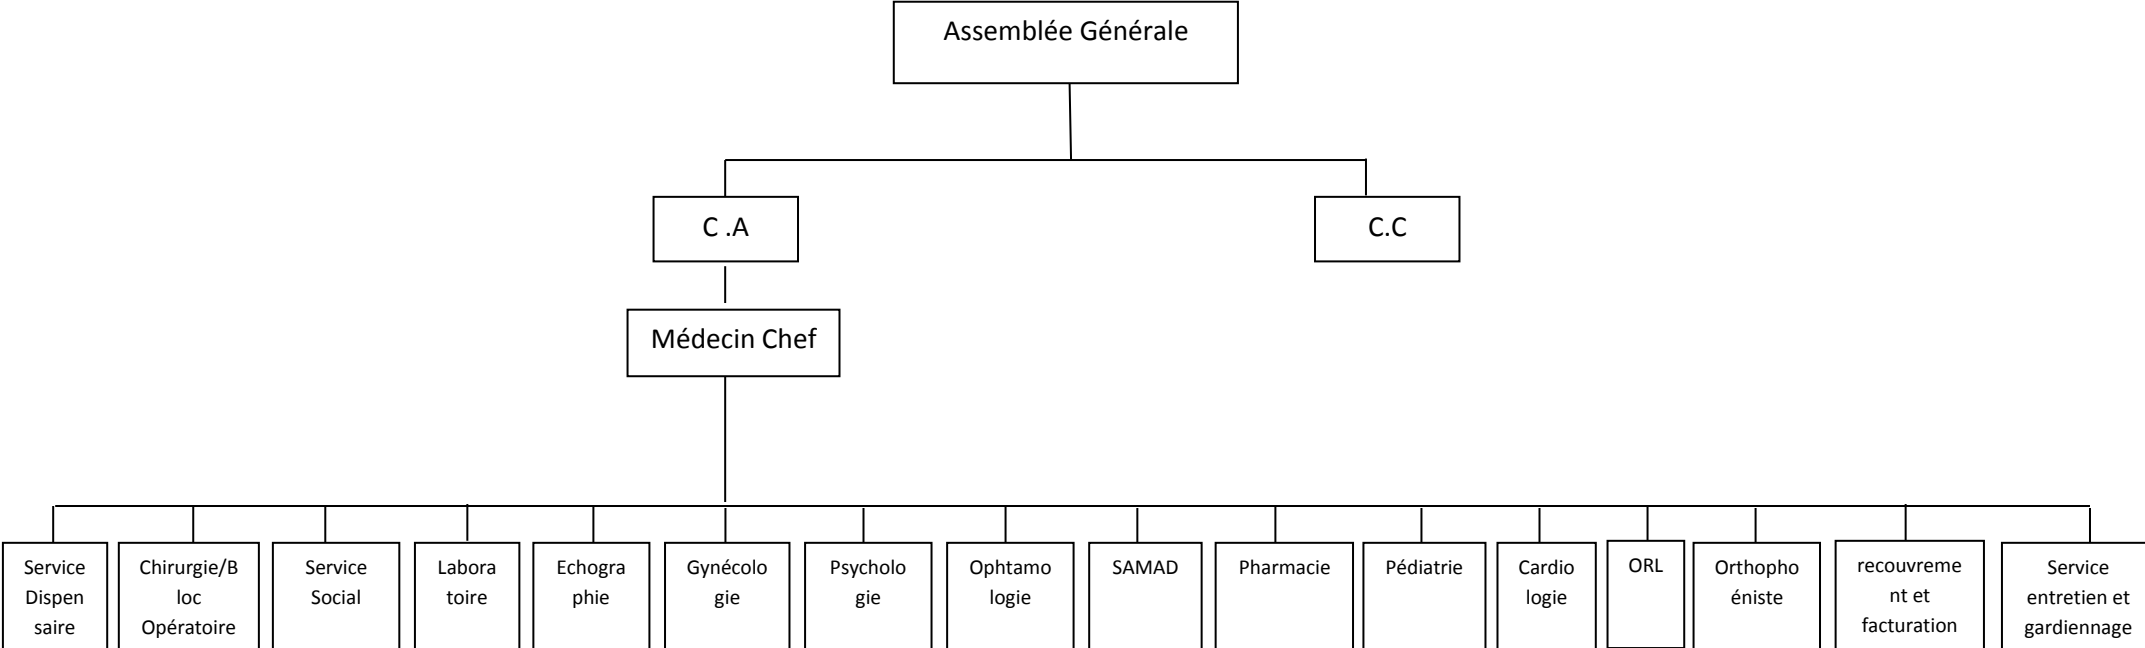 Assemblée Générale
C .A
C.C
Médecin Chef
Service
Dispen
saire
Chirurgie/B
loc
Opératoire
Service
Social
Labora
toire
Echogra
phie
Gynécolo
gie
Psycholo
gie
Ophtamo
logie
SAMAD
Pharmacie
Pédiatrie
Cardio
logie
ORL
Orthopho
éniste
recouvreme
nt et
facturation
Service
entretien et
gardiennage